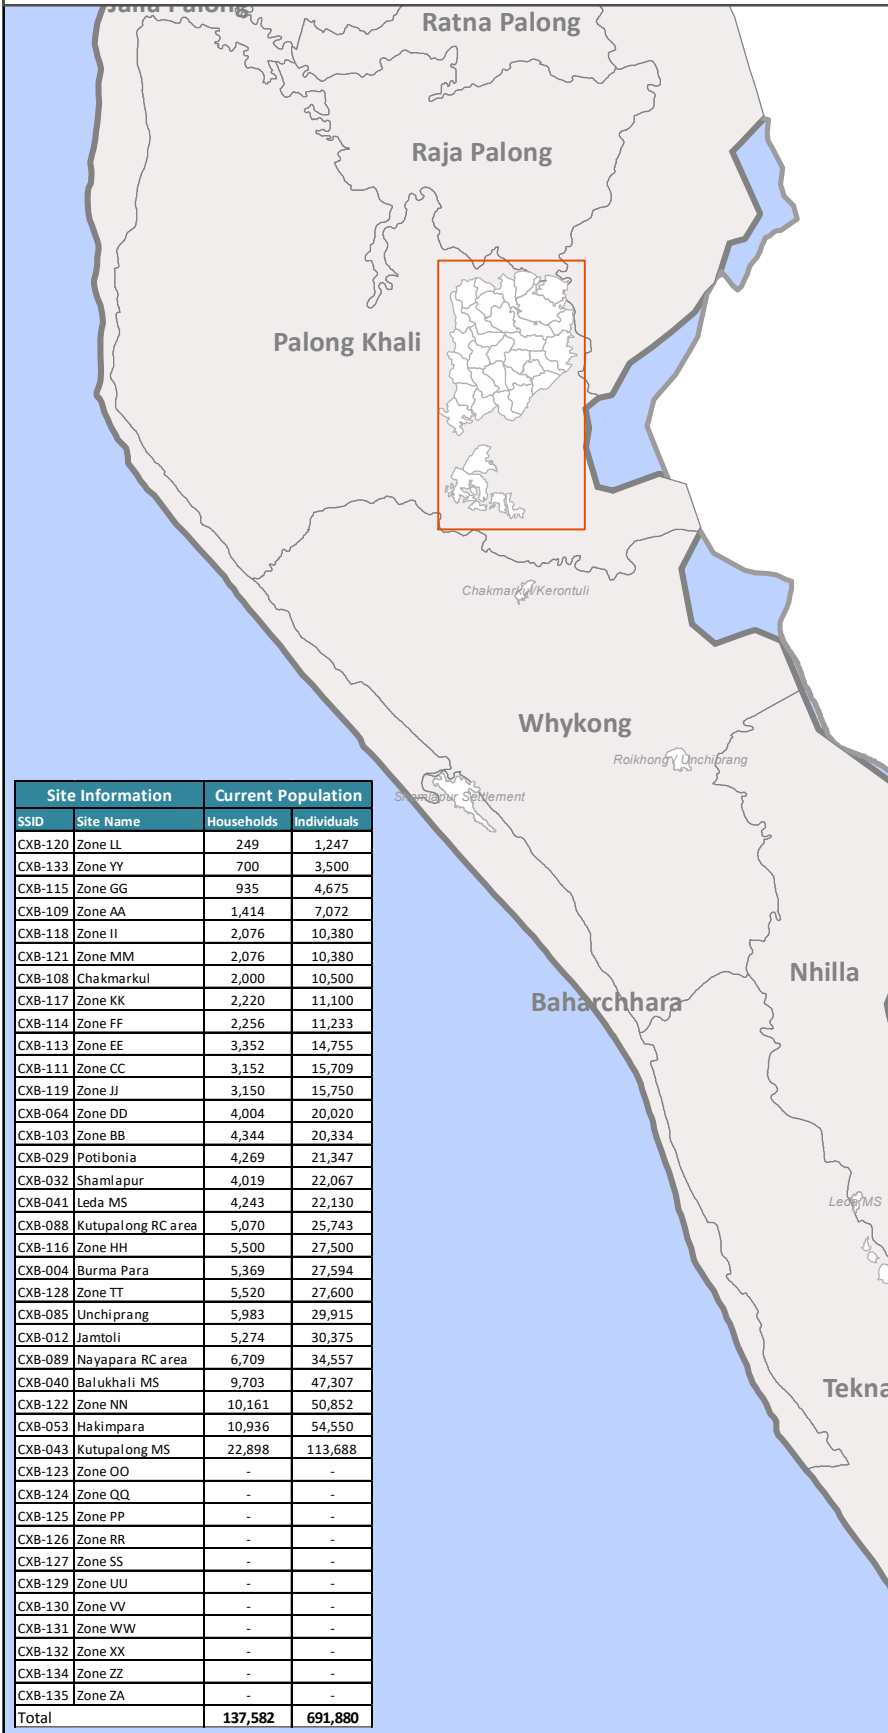 Julia Palong
Ratna Palong
Raja Palong
Palong Khali
Chakmarkul/Kerontuli
Whykong
Roikhong / Unchiprang
Shamlapur Settlement
Nhilla
Baharchhara
Leda MS
Tekna
Site Information Current Population
SSID Site Name Households Individuals
CXB-120 Zone LL 249 1,247
CXB-133 Zone YY 700 3,500
CXB-115 Zone GG 935 4,675
CXB-109 Zone AA 1,414 7,072
CXB-118 Zone II 2,076 10,380
CXB-121 Zone MM 2,076 10,380
CXB-108 Chakmarkul 2,000 10,500
CXB-117 Zone KK 2,220 11,100
CXB-114 Zone FF 2,256 11,233
CXB-113 Zone EE 3,352 14,755
CXB-111 Zone CC 3,152 15,709
CXB-119 Zone JJ 3,150 15,750
CXB-064 Zone DD 4,004 20,020
CXB-103 Zone BB 4,344 20,334
CXB-029 Potibonia 4,269 21,347
CXB-032 Shamlapur 4,019 22,067
CXB-041 Leda MS 4,243 22,130
CXB-088 Kutupalong RC area 5,070 25,743
CXB-116 Zone HH 5,500 27,500
CXB-004 Burma Para 5,369 27,594
CXB-128 Zone TT 5,520 27,600
CXB-085 Unchiprang 5,983 29,915
CXB-012 Jamtoli 5,274 30,375
CXB-089 Nayapara RC area 6,709 34,557
CXB-040 Balukhali MS 9,703 47,307
CXB-122 Zone NN 10,161 50,852
CXB-053 Hakimpara 10,936 54,550
CXB-043 Kutupalong MS 22,898 113,688
CXB-123 Zone OO - -
CXB-124 Zone QQ - -
CXB-125 Zone PP - -
CXB-126 Zone RR - -
CXB-127 Zone SS - -
CXB-129 Zone UU - -
CXB-130 Zone VV - -
CXB-131 Zone WW - -
CXB-132 Zone XX - -
CXB-134 Zone ZZ - -
CXB-135 Zone ZA - -
Total 137,582 691,880